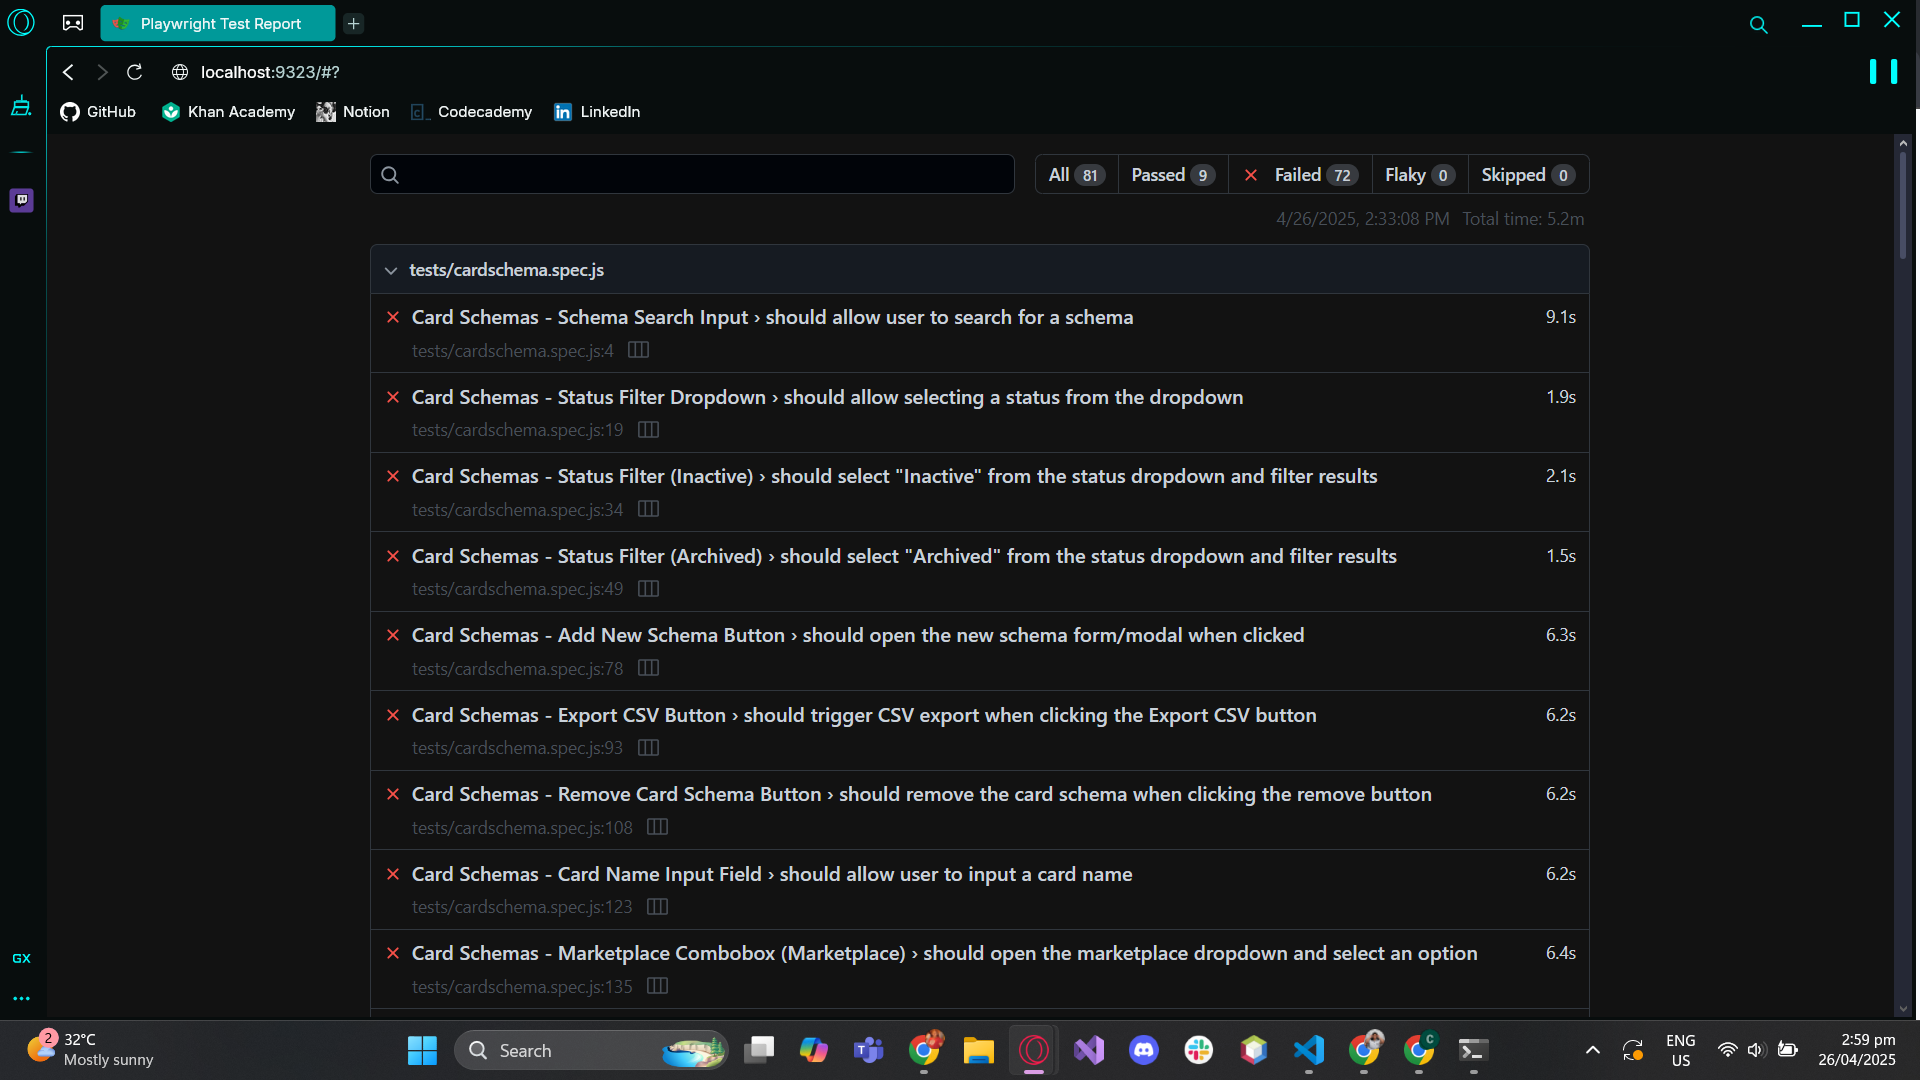 Playwright Test Report
localhost:9323/#?
GitHub Khan Academy Notion Codecademy LinkedIn
All 81 Passed 9 Failed 72 Flaky 0 Skipped 0
4/26/2025, 2:33:08 PM Total time: 5.2m
tests/cardschema.spec.js
Card Schemas - Schema Search Input › should allow user to search for a schema 9.1s
tests/cardschema.spec.js:4
Card Schemas - Status Filter Dropdown › should allow selecting a status from the dropdown 1.9s
tests/cardschema.spec.js:19
Card Schemas - Status Filter (Inactive) › should select "Inactive" from the status dropdown and filter results 2.1s
tests/cardschema.spec.js:34
Card Schemas - Status Filter (Archived) › should select "Archived" from the status dropdown and filter results 1.5s
tests/cardschema.spec.js:49
Card Schemas - Add New Schema Button › should open the new schema form/modal when clicked 6.3s
tests/cardschema.spec.js:78
Card Schemas - Export CSV Button › should trigger CSV export when clicking the Export CSV button 6.2s
tests/cardschema.spec.js:93
Card Schemas - Remove Card Schema Button › should remove the card schema when clicking the remove button 6.2s
tests/cardschema.spec.js:108
Card Schemas - Card Name Input Field › should allow user to input a card name 6.2s
tests/cardschema.spec.js:123
Card Schemas - Marketplace Combobox (Marketplace) › should open the marketplace dropdown and select an option 6.4s
tests/cardschema.spec.js:135
GX
2
32°C
Mostly sunny
Search
ENG
US
2:59 pm
26/04/2025